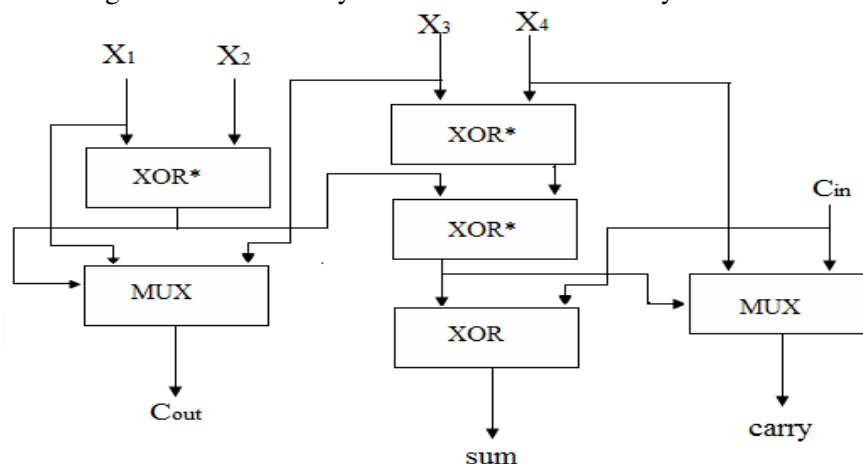 X3 X4
X1 X2
XOR*
XOR*
Cin
XOR*
MUX
MUX
XOR
Cout
carry
sum